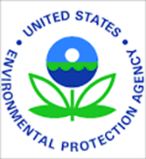 UNITED STATES
ENVIRONMENTAL PROTECTION AGENCY